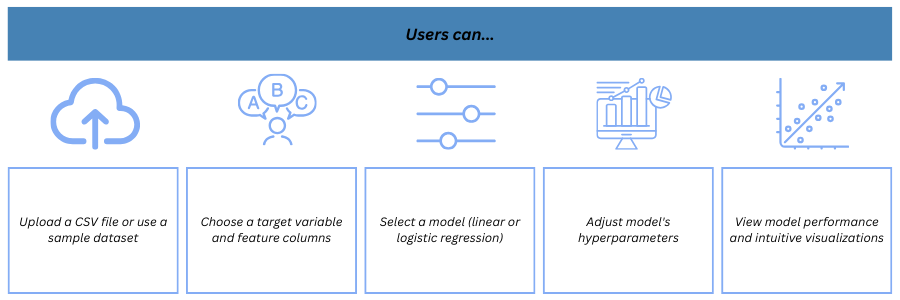 Users can...
A
B
C
Upload a CSV file or use a
sample dataset
Choose a target variable
and feature columns
Select a model (linear or
logistic regression)
Adjust model's
hyperparameters
View model performance
and intuitive visualizations